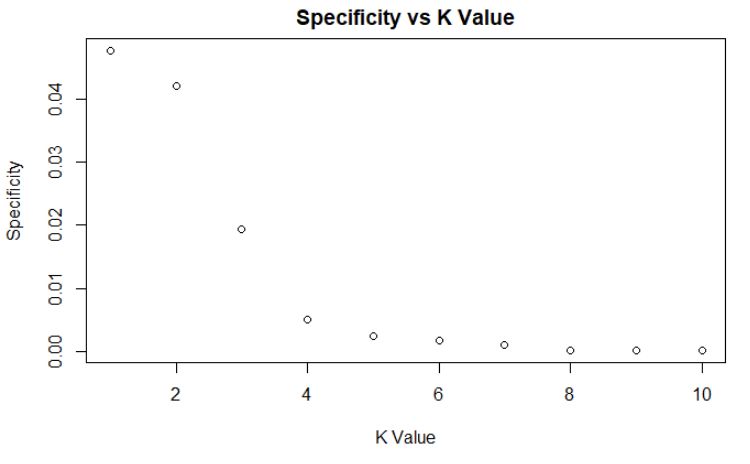 Specificity vs K Value
Specificity
0.04
0.03
0.02
0.01
0.00
2 4 6 8 10
K Value